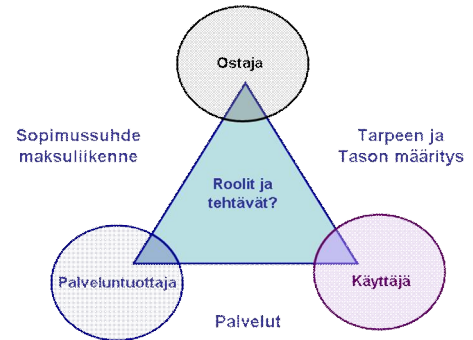 Ostaja
Sopimussuhde
maksuliikenne
Tarpeen ja
Tason määritys
Roolit ja
tehtävät?
Palveluntuottaja
Käyttäjä
Palvelut